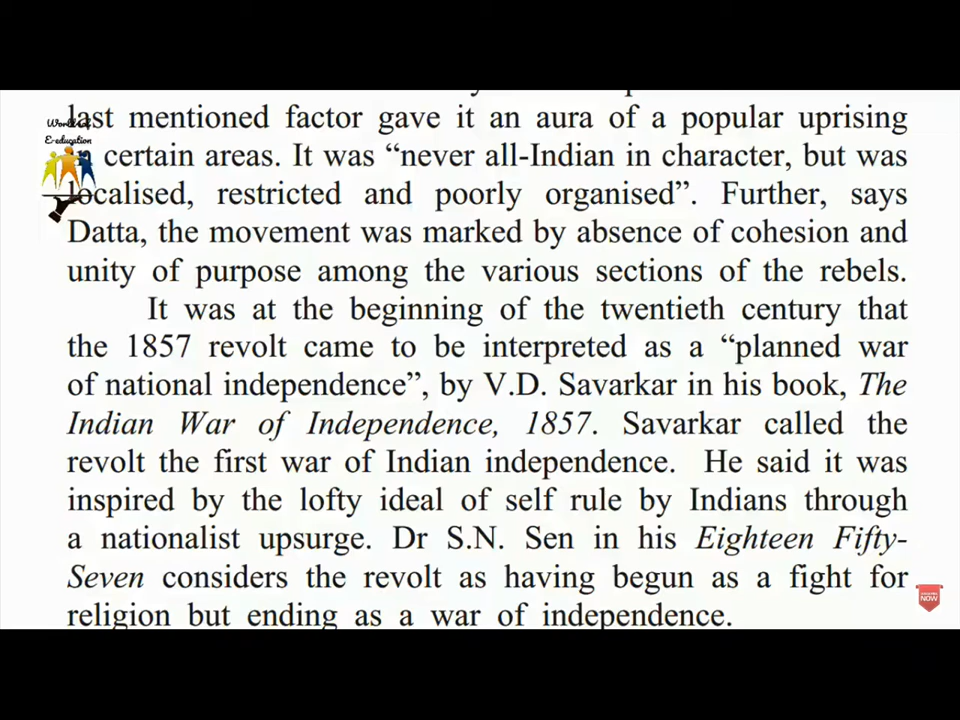 last mentioned factor gave it an aura of a popular uprising
in certain areas. It was “never all-Indian in character, but was
localised, restricted and poorly organised”. Further, says
Datta, the movement was marked by absence of cohesion and
unity of purpose among the various sections of the rebels.
It was at the beginning of the twentieth century that
the 1857 revolt came to be interpreted as a “planned war
of national independence”, by V.D. Savarkar in his book, The
Indian War of Independence, 1857. Savarkar called the
revolt the first war of Indian independence. He said it was
inspired by the lofty ideal of self rule by Indians through
a nationalist upsurge. Dr S.N. Sen in his Eighteen Fifty-
Seven considers the revolt as having begun as a fight for
religion but ending as a war of independence.
World of
E-education
NOW